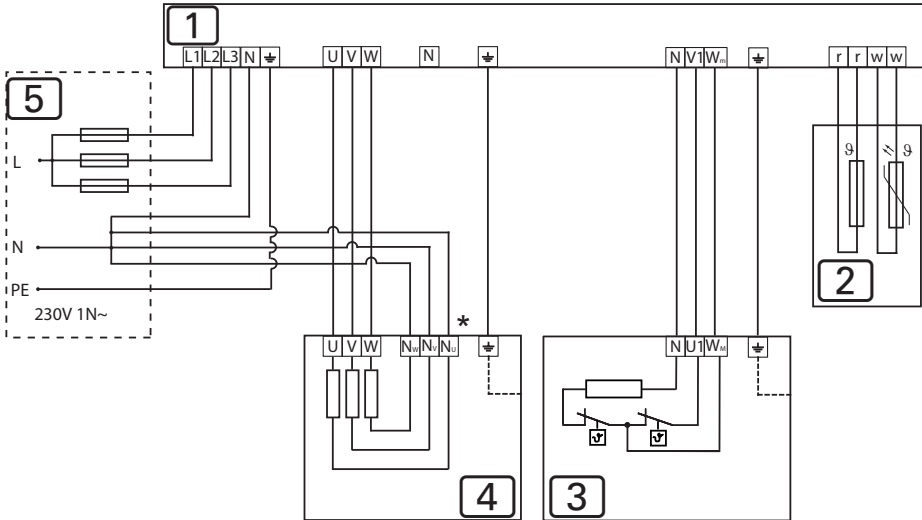 1
L1 L2 L3 N ⏚ U V W N ⏚ N V1 Wm ⏚ r r w w
5
L
ϑ ϑ
N
2
PE
230V 1N~
*
U V W NW NV NU ⏚ N U1 WM ⏚
ϑ ϑ
4 3